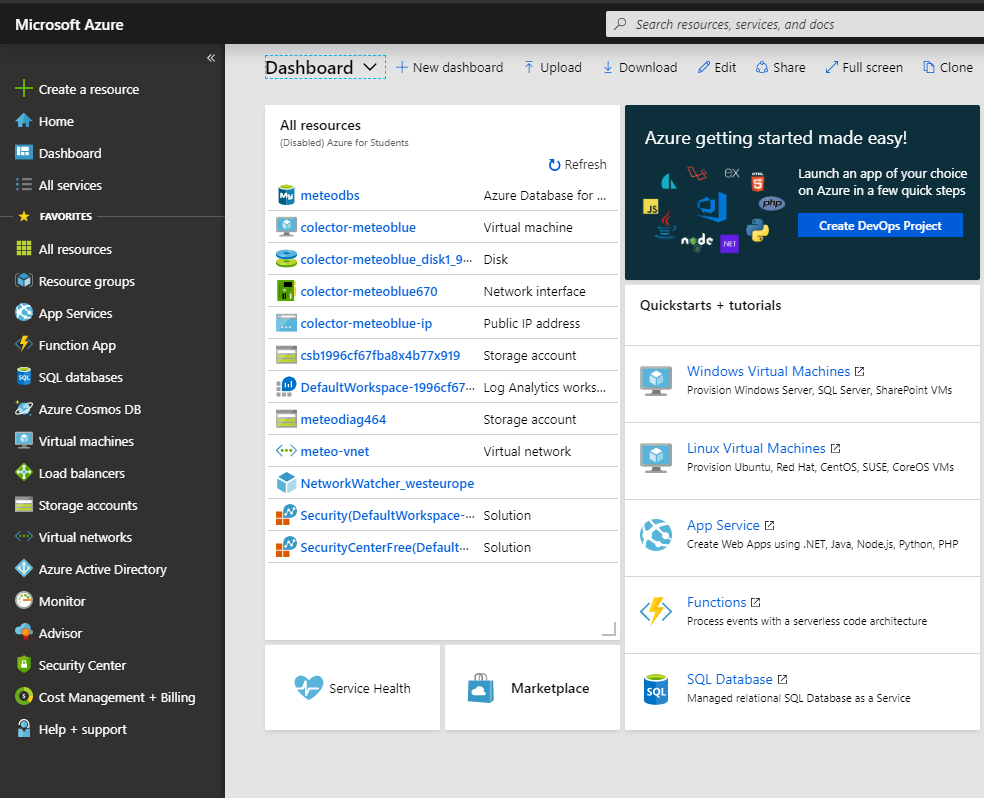 Microsoft Azure
Search resources, services, and docs
«
Create a resource
Home
Dashboard
All services
FAVORITES
All resources
Resource groups
App Services
Function App
SQL databases
Azure Cosmos DB
Virtual machines
Load balancers
Storage accounts
Virtual networks
Azure Active Directory
Monitor
Advisor
Security Center
Cost Management + Billing
Help + support
Dashboard
New dashboard
Upload
Download
Edit
Share
Full screen
Clone
All resources
(Disabled) Azure for Students
Refresh
My
meteodbs Azure Database for ...
colector-meteoblue Virtual machine
colector-meteoblue_disk1_9... Disk
colector-meteoblue670 Network interface
colector-meteoblue-ip Public IP address
csb1996cf67fba8x4b77x919 Storage account
DefaultWorkspace-1996cf67... Log Analytics works...
meteodiag464 Storage account
meteo-vnet Virtual network
NetworkWatcher_westeurope
Security(DefaultWorkspace-... Solution
SecurityCenterFree(Default... Solution
Service Health
Marketplace
Azure getting started made easy!
Launch an app of your choice
on Azure in a few quick steps
Create DevOps Project
EX
HTML
5
JS
php
node
.NET
Quickstarts + tutorials
Windows Virtual Machines
Provision Windows Server, SQL Server, SharePoint VMs
Linux Virtual Machines
Provision Ubuntu, Red Hat, CentOS, SUSE, CoreOS VMs
App Service
Create Web Apps using .NET, Java, Node.js, Python, PHP
Functions
Process events with a serverless code architecture
SQL
SQL Database
Managed relational SQL Database as a Service